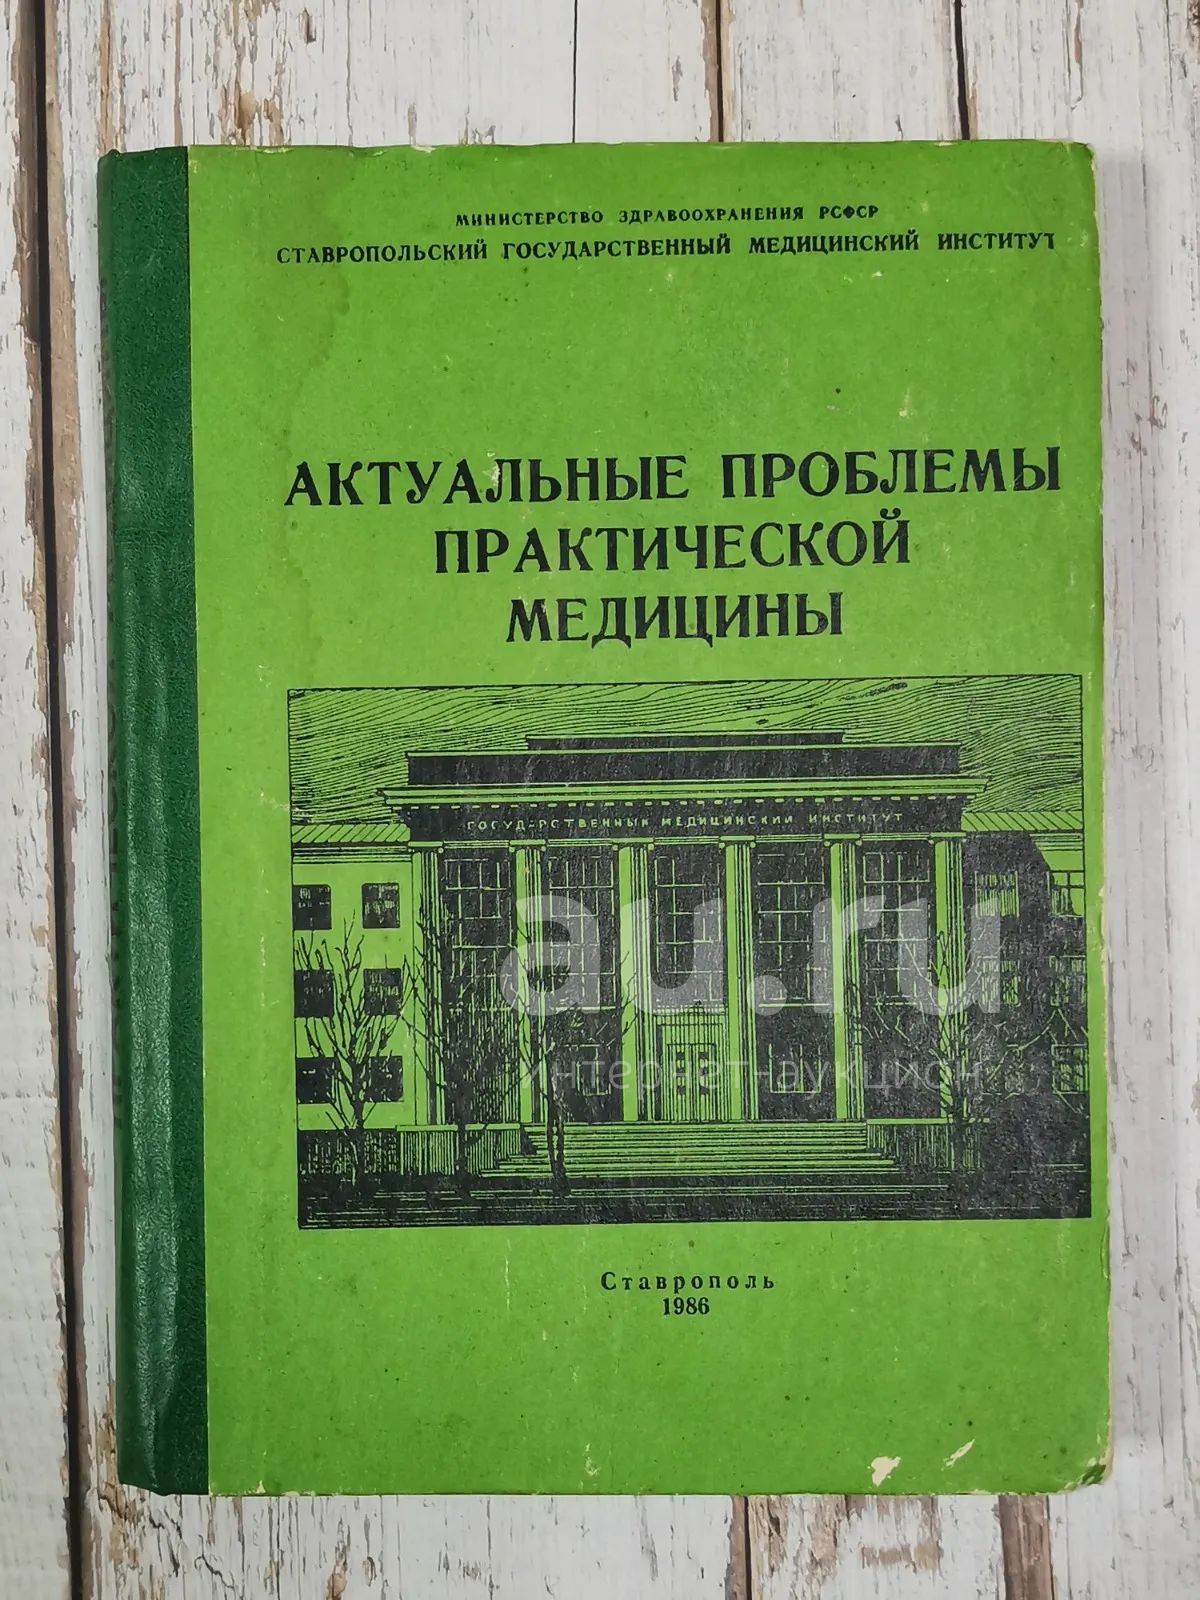 МИНИСТЕРСТВО ЗДРАВООХРАНЕНИЯ РСФСР
СТАВРОПОЛЬСКИЙ ГОСУДАРСТВЕННЫЙ МЕДИЦИНСКИЙ ИНСТИТУТ
АКТУАЛЬНЫЕ ПРОБЛЕМЫ
ПРАКТИЧЕСКОЙ
МЕДИЦИНЫ
ГОСУДАРСТВЕННЫЙ МЕДИЦИНСКИЙ ИНСТИТУТ
au.ru
интернет-аукцион
Ставрополь
1986